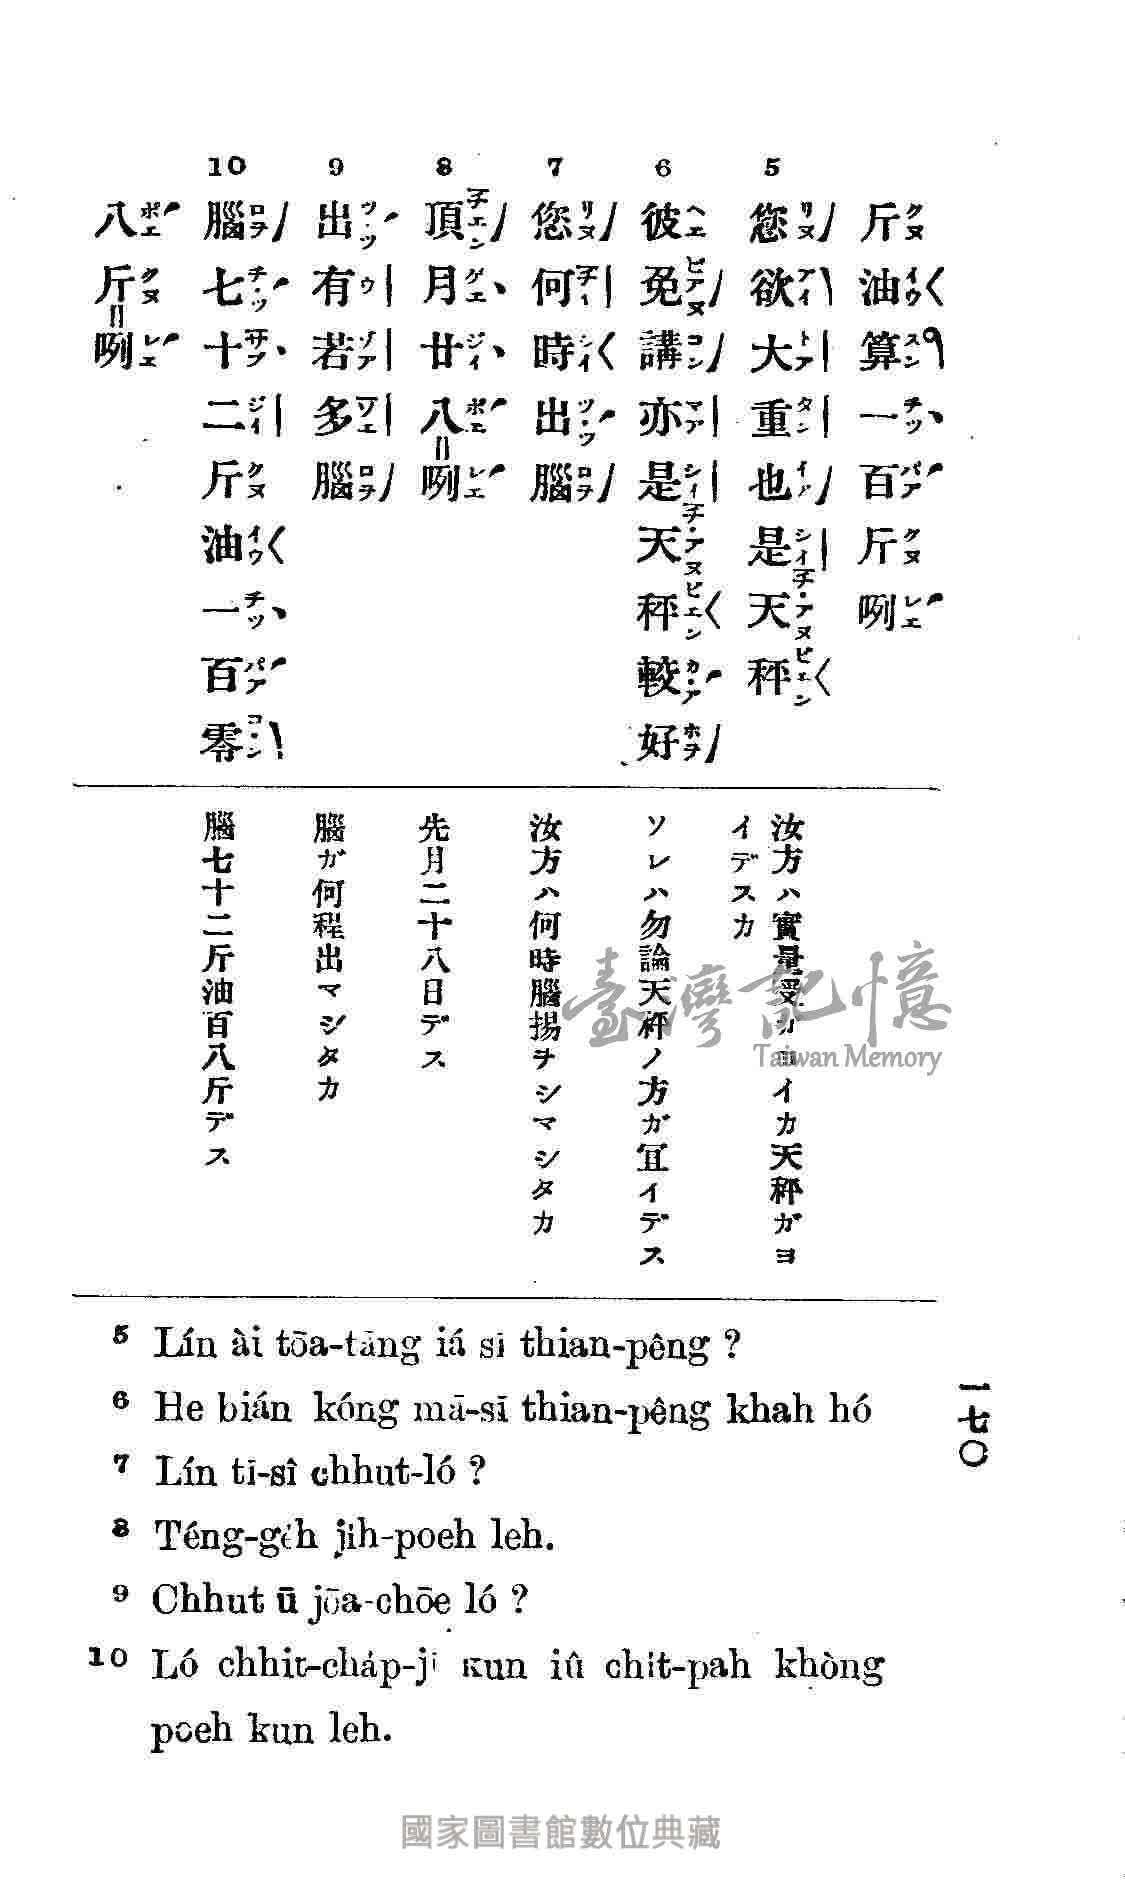 斤油算一百斤咧
5 您欲大重也是天秤
6 彼免講亦是天秤較好
7 您何時出腦
8 頂月廿八咧
9 出有若多腦
10 腦七十二斤油一百零
八斤咧
汝方ハ實量受ガヨイカ天秤ガヨ
イデスカ
ソレハ勿論天秤ノ方ガ宜イデス
汝方ハ何時腦揚ヲシマシタカ
先月二十八日デス
腦ガ何程出マシタカ
腦七十二斤油百八斤デス
5 Lín ài tōa-tāng iá sī thian-pêng ?
6 He bián kóng mā-sī thian-pêng khah hó
7 Lín tī-sî chhut-ló ?
8 Téng-ge̍h jih-poeh leh.
9 Chhut ū jōa-chōe ló ?
10 Ló chhit-cha̍p-jī kun iû chi̍t-pah khòng
poeh kun leh.
一七〇
臺灣記憶
Taiwan Memory
國家圖書館數位典藏